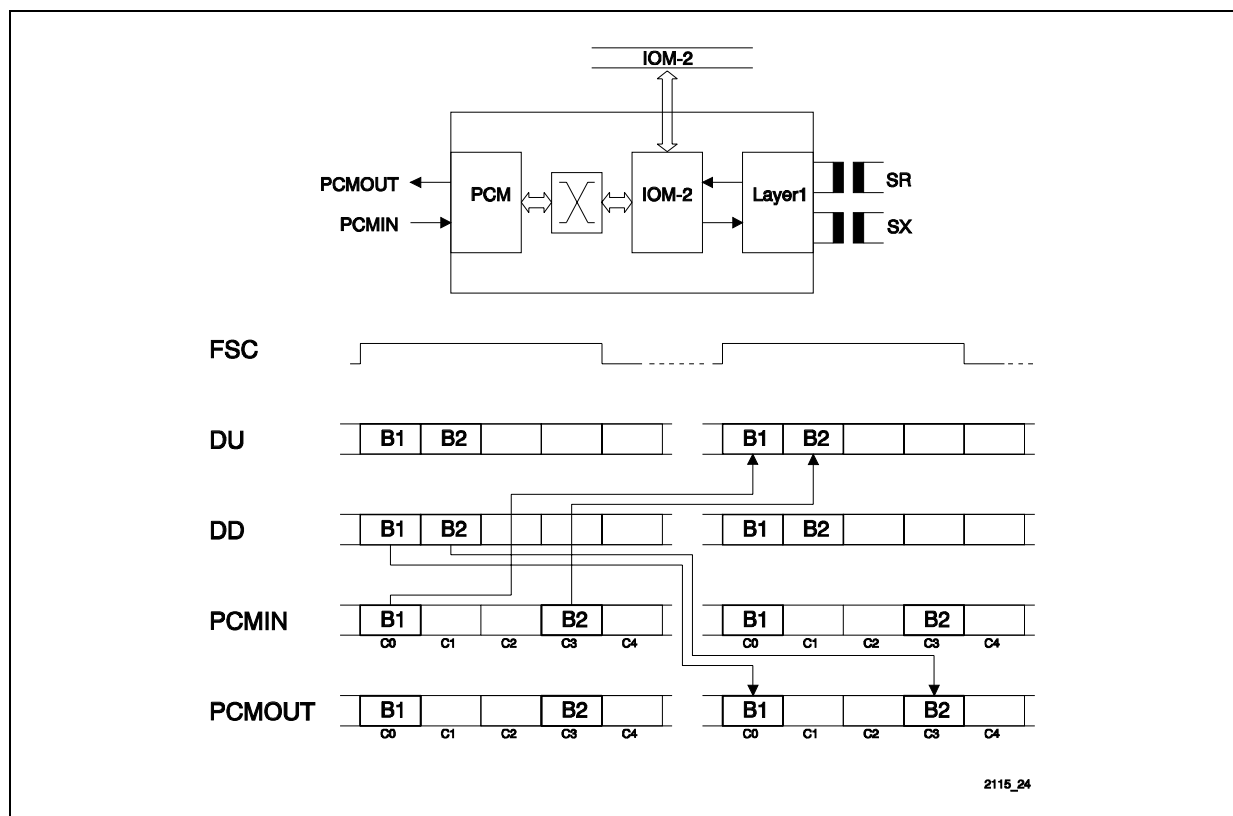 IOM-2
PCMOUT PCM IOM-2 Layer1 SR
PCMIN SX
FSC
DU B1 B2 B1 B2
DD B1 B2 B1 B2
PCMIN B1 B2 B1 B2
C0 C1 C2 C3 C4 C0 C1 C2 C3 C4
PCMOUT B1 B2 B1 B2
C0 C1 C2 C3 C4 C0 C1 C2 C3 C4
2115_24